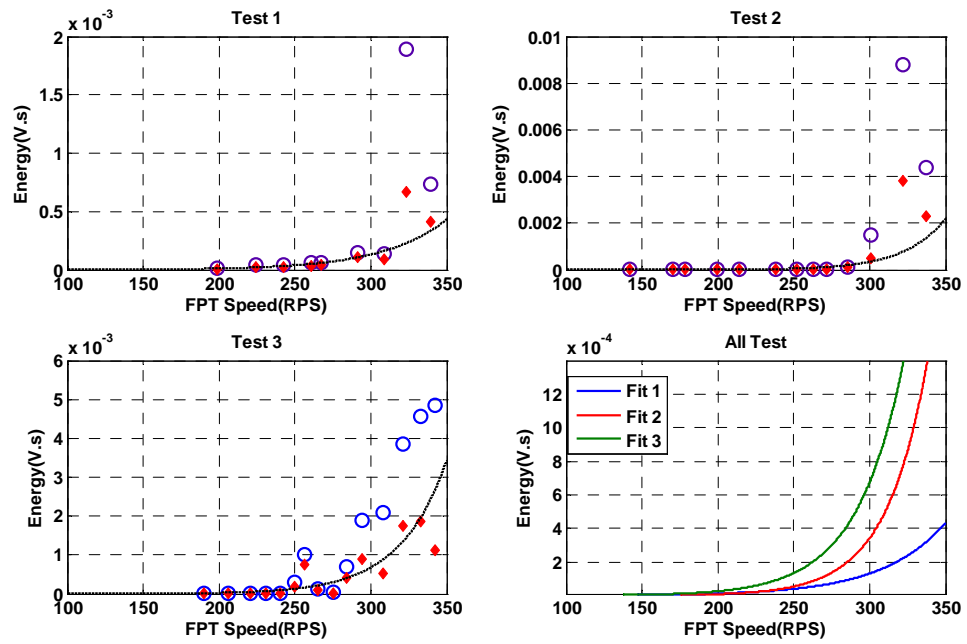 x 10⁻³
Test 1
2
1.5
1
0.5
0
Energy(V.s)
100 150 200 250 300 350
FPT Speed(RPS)
Test 2
0.01
0.008
0.006
0.004
0.002
0
Energy(V.s)
100 150 200 250 300 350
FPT Speed(RPS)
x 10⁻³
Test 3
6
5
4
3
2
1
0
Energy(V.s)
100 150 200 250 300 350
FPT Speed(RPS)
x 10⁻⁴
All Test
12
10
8
6
4
2
Energy(V.s)
Fit 1
Fit 2
Fit 3
100 150 200 250 300 350
FPT Speed(RPS)